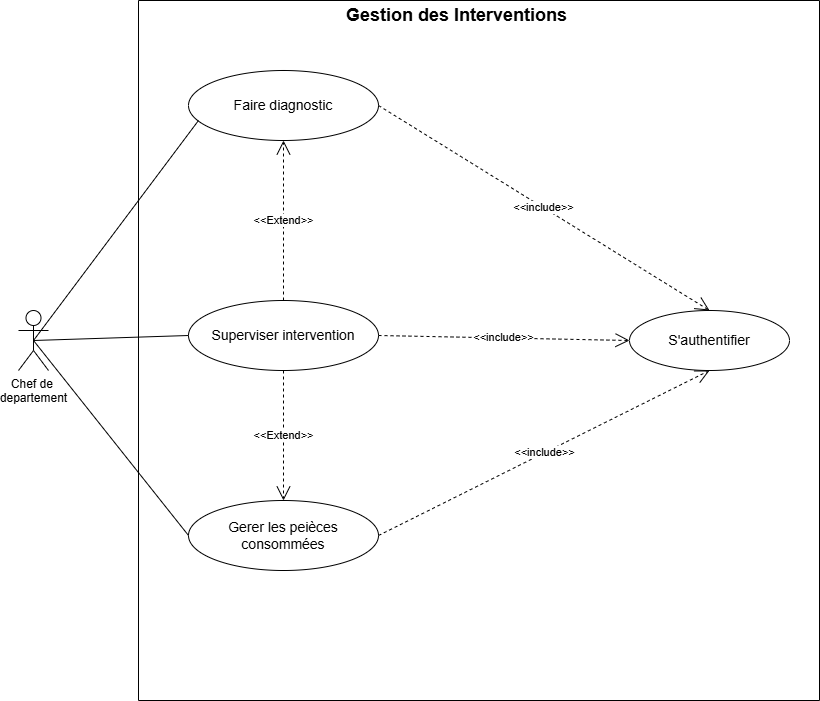 Gestion des Interventions
Faire diagnostic
<<include>>
<<Extend>>
Superviser intervention
<<include>>
S'authentifier
Chef de
departement
<<Extend>>
<<include>>
Gerer les peièces
consommées